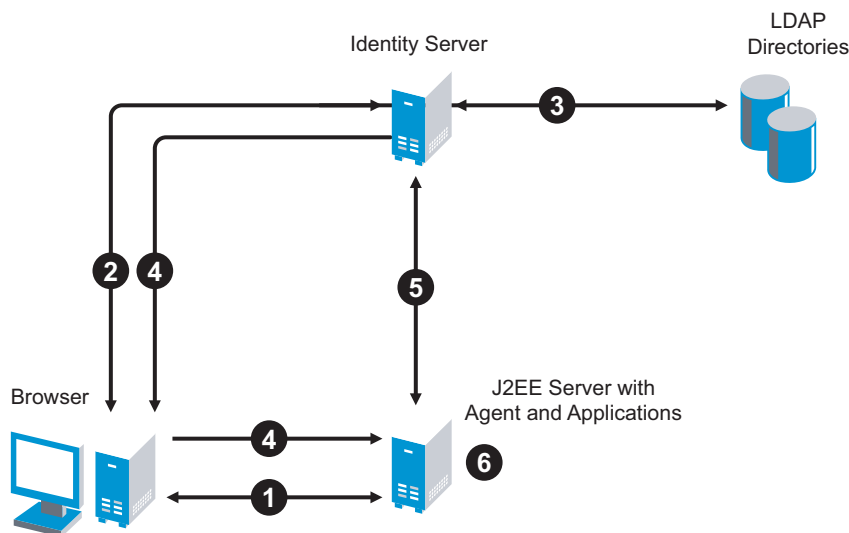 LDAP
Directories
Identity Server
3
2
4
5
Browser
J2EE Server with
Agent and Applications
4
6
1